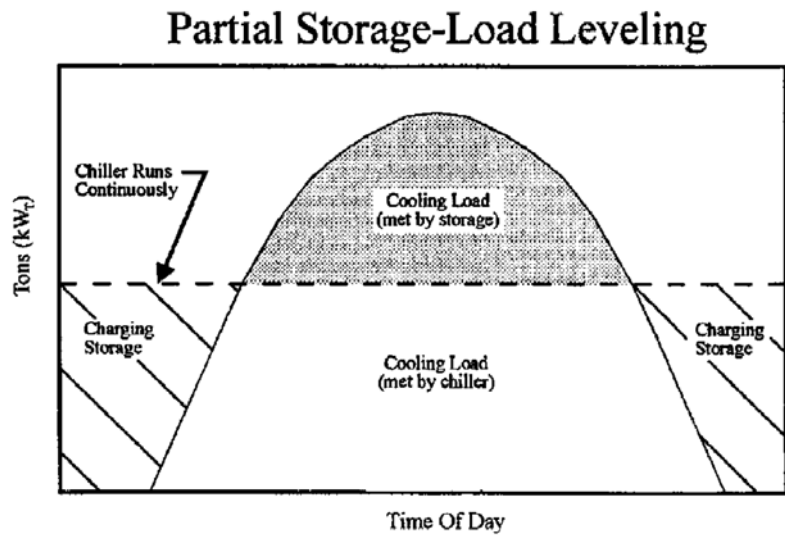 Partial Storage-Load Leveling
Chiller Runs
Continuously
Cooling Load
(met by storage)
Tons (kWT)
Charging
Storage
Charging
Storage
Cooling Load
(met by chiller)
Time Of Day